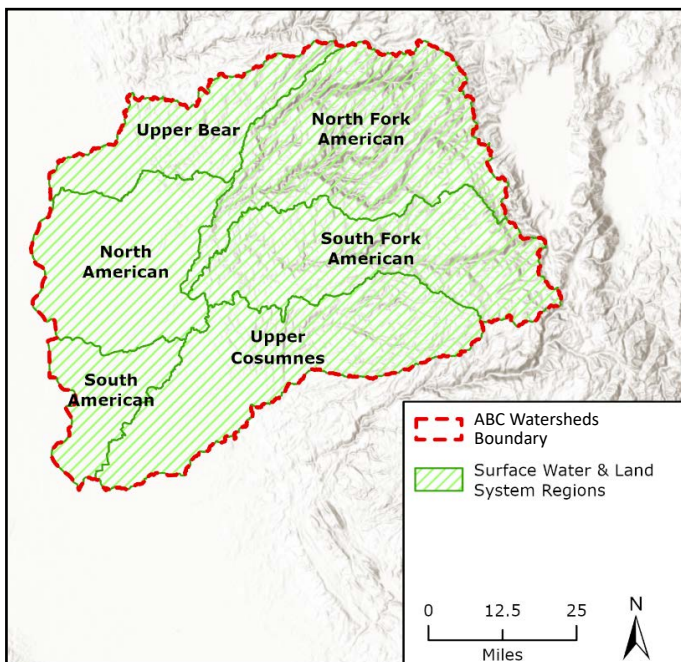 Upper Bear
North Fork
American
North
American
South Fork
American
Upper
Cosumnes
South
American
ABC Watersheds
Boundary
Surface Water & Land
System Regions
0 12.5 25
Miles
N